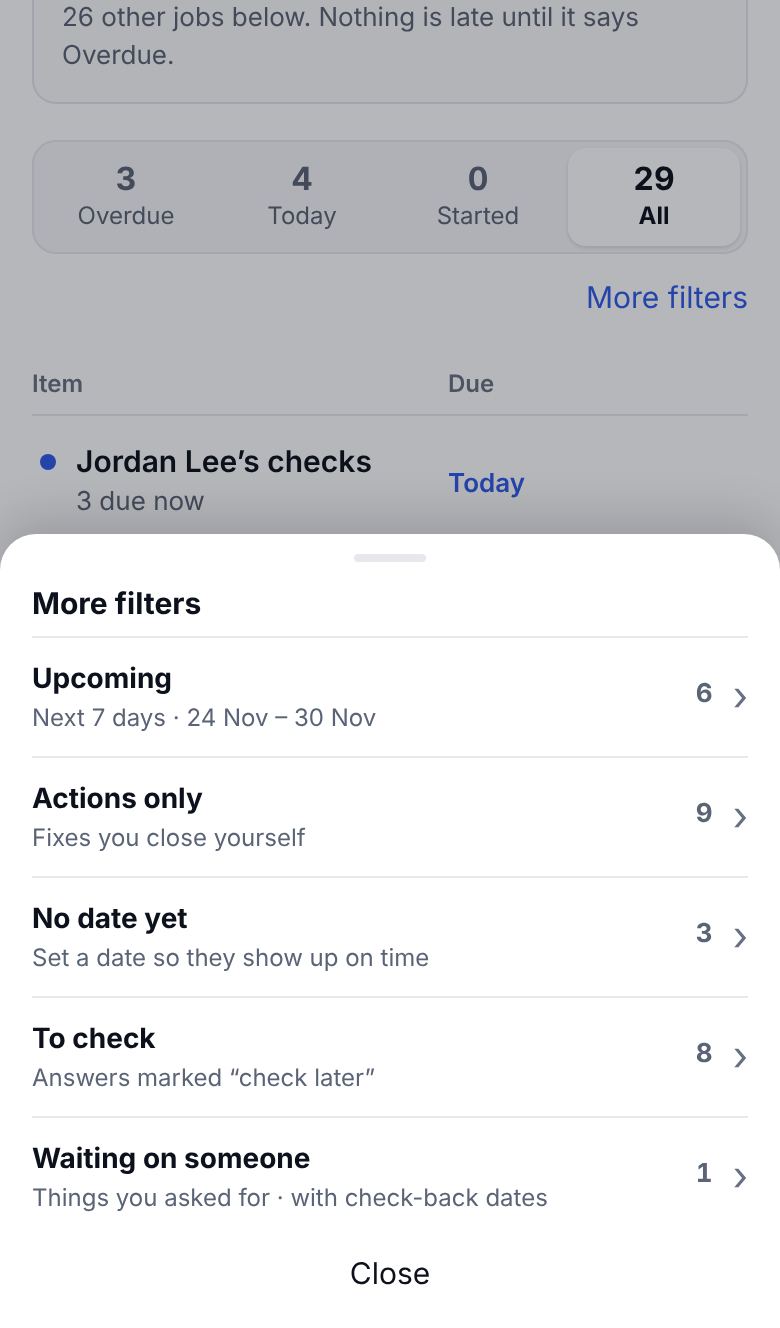 26 other jobs below. Nothing is late until it says
Overdue.
3
Overdue
4
Today
0
Started
29
All
More filters
Item Due
Jordan Lee’s checks
3 due now
Today
More filters
Upcoming
Next 7 days · 24 Nov – 30 Nov
6
Actions only
Fixes you close yourself
9
No date yet
Set a date so they show up on time
3
To check
Answers marked “check later”
8
Waiting on someone
Things you asked for · with check-back dates
1
Close